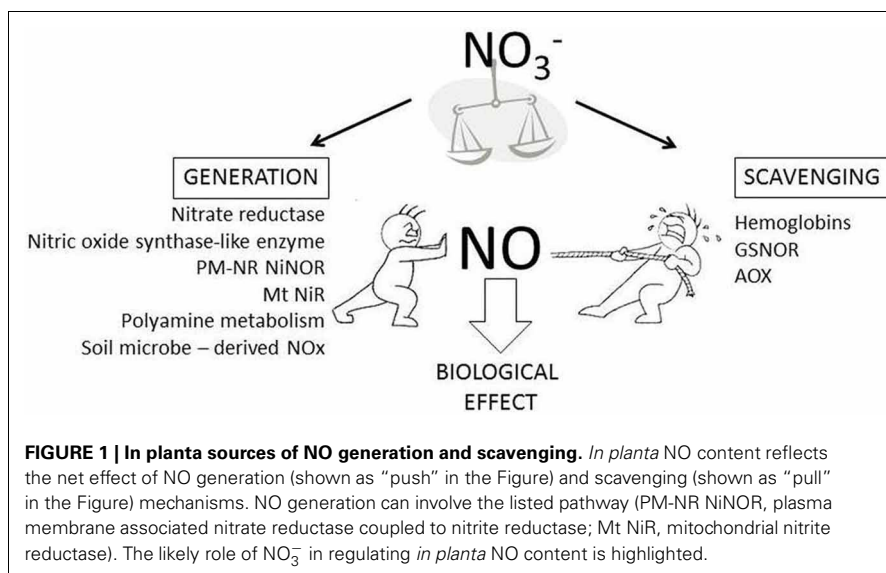 NO₃⁻
GENERATION
Nitrate reductase
Nitric oxide synthase-like enzyme
PM-NR NiNOR
Mt NiR
Polyamine metabolism
Soil microbe – derived NOx
NO
BIOLOGICAL
EFFECT
SCAVENGING
Hemoglobins
GSNOR
AOX
FIGURE 1 | In planta sources of NO generation and scavenging. In planta NO content reflects
the net effect of NO generation (shown as “push” in the Figure) and scavenging (shown as “pull”
in the Figure) mechanisms. NO generation can involve the listed pathway (PM-NR NiNOR, plasma
membrane associated nitrate reductase coupled to nitrite reductase; Mt NiR, mitochondrial nitrite
reductase). The likely role of NO₃⁻ in regulating in planta NO content is highlighted.